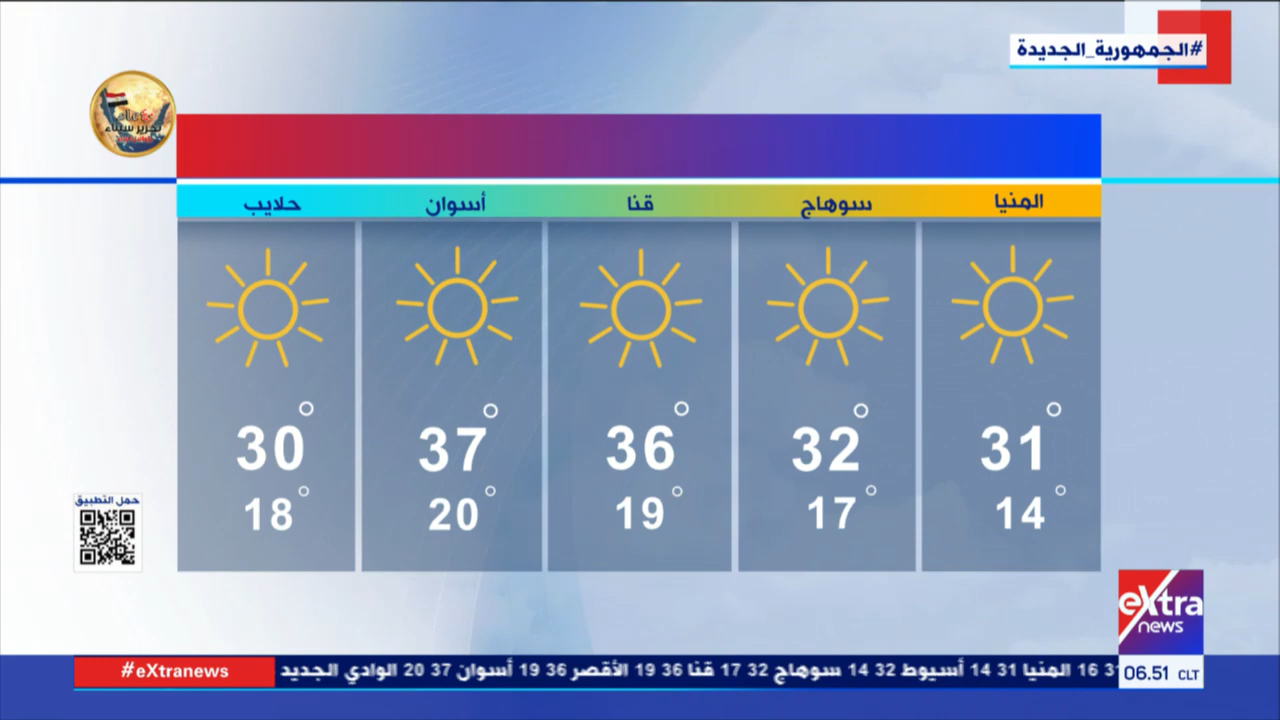 #الجمهورية_الجديدة
تحرير سيناء
المنيا سوهاج قنا أسوان حلايب
31° 32° 36° 37° 30°
14° 17° 19° 20° 18°
حمل التطبيق
eXtra
news
#eXtranews
16 المنيا 31 14 أسيوط 32 14 سوهاج 32 17 قنا 36 19 الأقصر 36 19 أسوان 37 20 الوادي الجديد
06.51 CLT